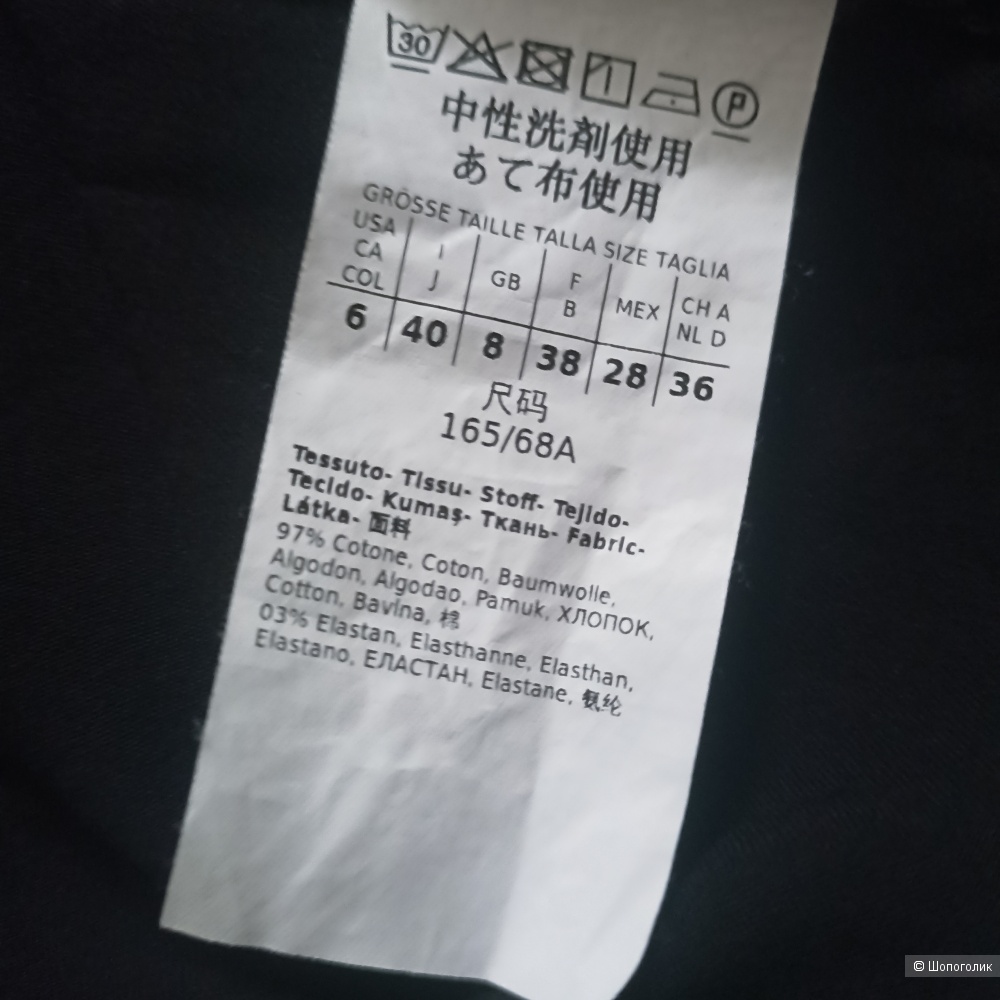 30
P
中性洗剤使用
あて布使用
GRÖSSE TAILLE TALLA SIZE TAGLIA
USA CA COL I J GB F B MEX CH A NL D
6 40 8 38 28 36
尺码
165/68A
Tessuto- Tissu- Stoff- Tejido-
Tecido- Kumaş- Ткань- Fabric-
Látka- 面料
97% Cotone, Coton, Baumwolle,
Algodon, Algodao, Pamuk, ХЛОПОК,
Cotton, Bavlna, 棉
03% Elastan, Elasthanne, Elasthan,
Elastano, ЕЛАСТАН, Elastane, 氨纶
© Шопоголик